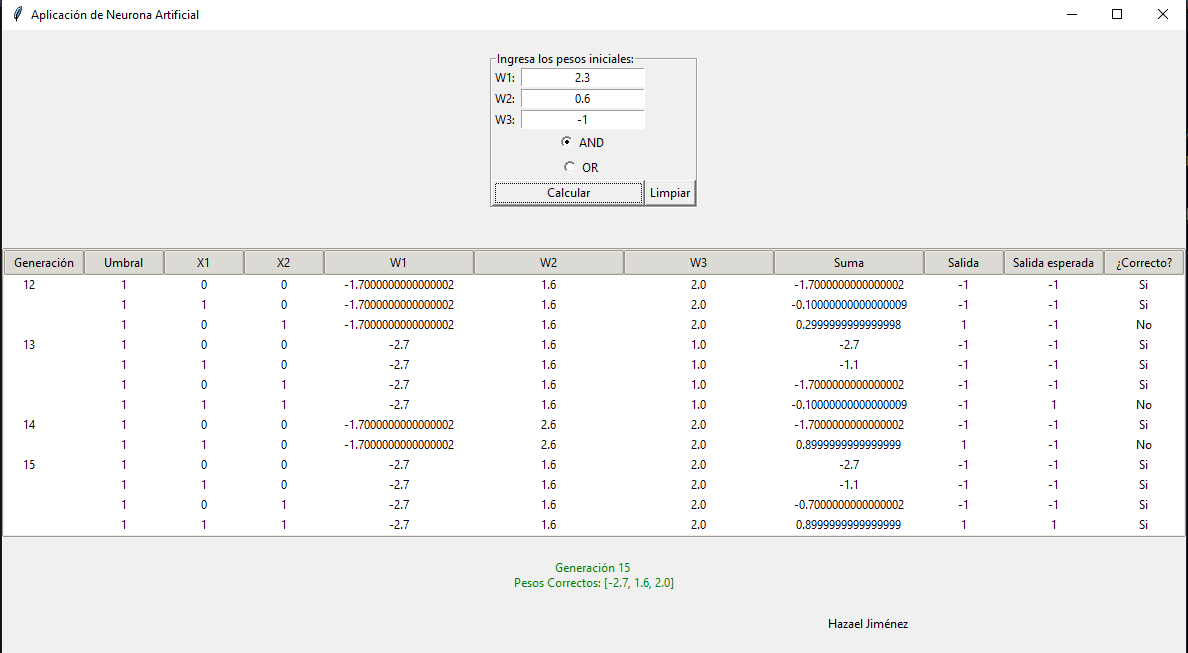 Aplicación de Neurona Artificial
Ingresa los pesos iniciales:
W1: 2.3
W2: 0.6
W3: -1
AND
OR
Calcular Limpiar
Generación Umbral X1 X2 W1 W2 W3 Suma Salida Salida esperada ¿Correcto?
12 1 0 0 -1.7000000000000002 1.6 2.0 -1.7000000000000002 -1 -1 Si
1 1 0 -1.7000000000000002 1.6 2.0 -0.10000000000000009 -1 -1 Si
1 0 1 -1.7000000000000002 1.6 2.0 0.2999999999999998 1 -1 No
13 1 0 0 -2.7 1.6 1.0 -2.7 -1 -1 Si
1 1 0 -2.7 1.6 1.0 -1.1 -1 -1 Si
1 0 1 -2.7 1.6 1.0 -1.7000000000000002 -1 -1 Si
1 1 1 -2.7 1.6 1.0 -0.10000000000000009 -1 1 No
14 1 0 0 -1.7000000000000002 2.6 2.0 -1.7000000000000002 -1 -1 Si
1 1 0 -1.7000000000000002 2.6 2.0 0.8999999999999999 1 -1 No
15 1 0 0 -2.7 1.6 2.0 -2.7 -1 -1 Si
1 1 0 -2.7 1.6 2.0 -1.1 -1 -1 Si
1 0 1 -2.7 1.6 2.0 -0.7000000000000002 -1 -1 Si
1 1 1 -2.7 1.6 2.0 0.8999999999999999 1 1 Si
Generación 15
Pesos Correctos: [-2.7, 1.6, 2.0]
Hazael Jiménez